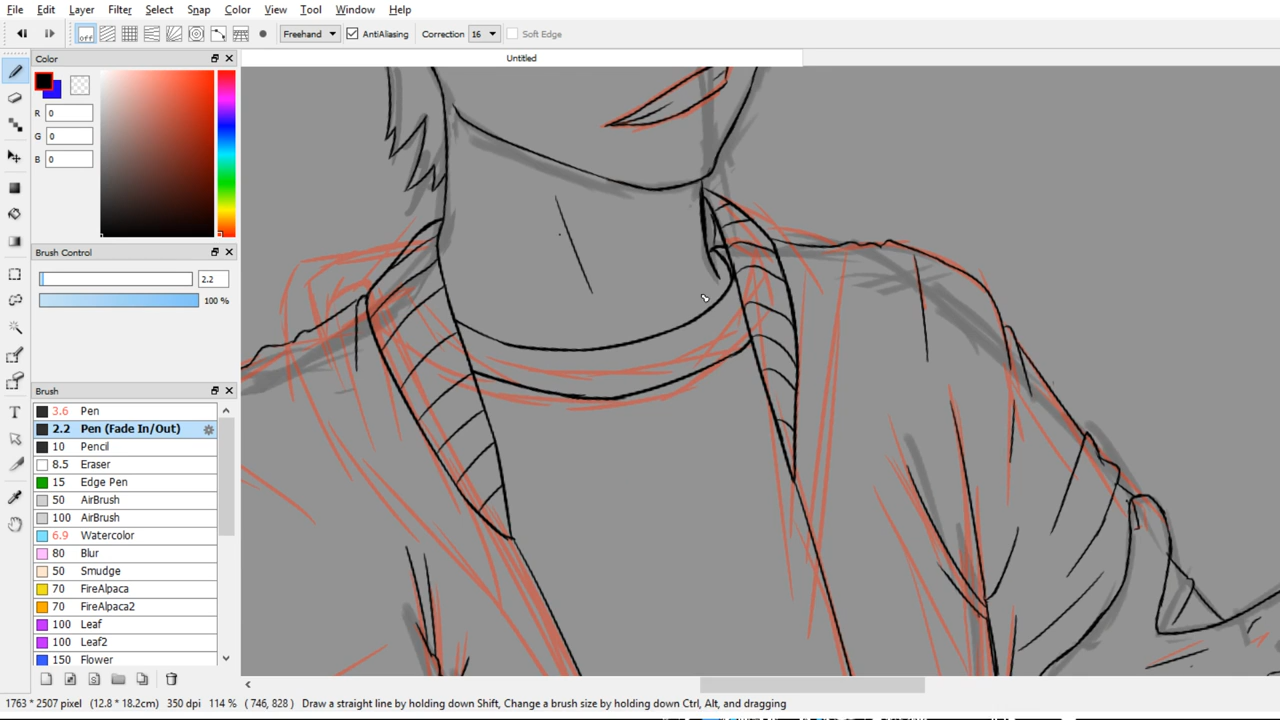 File Edit Layer Filter Select Snap Color View Tool Window Help
off Freehand AntiAliasing Correction 16 Soft Edge
Color
Untitled
R 0
G 0
B 0
Brush Control
2.2
100 %
Brush
3.6 Pen
2.2 Pen (Fade In/Out)
10 Pencil
8.5 Eraser
15 Edge Pen
50 AirBrush
100 AirBrush
6.9 Watercolor
80 Blur
50 Smudge
70 FireAlpaca
70 FireAlpaca2
100 Leaf
100 Leaf2
150 Flower
1763 * 2507 pixel (12.8 * 18.2cm) 350 dpi 114 % ( 746, 828 ) Draw a straight line by holding down Shift, Change a brush size by holding down Ctrl, Alt, and dragging